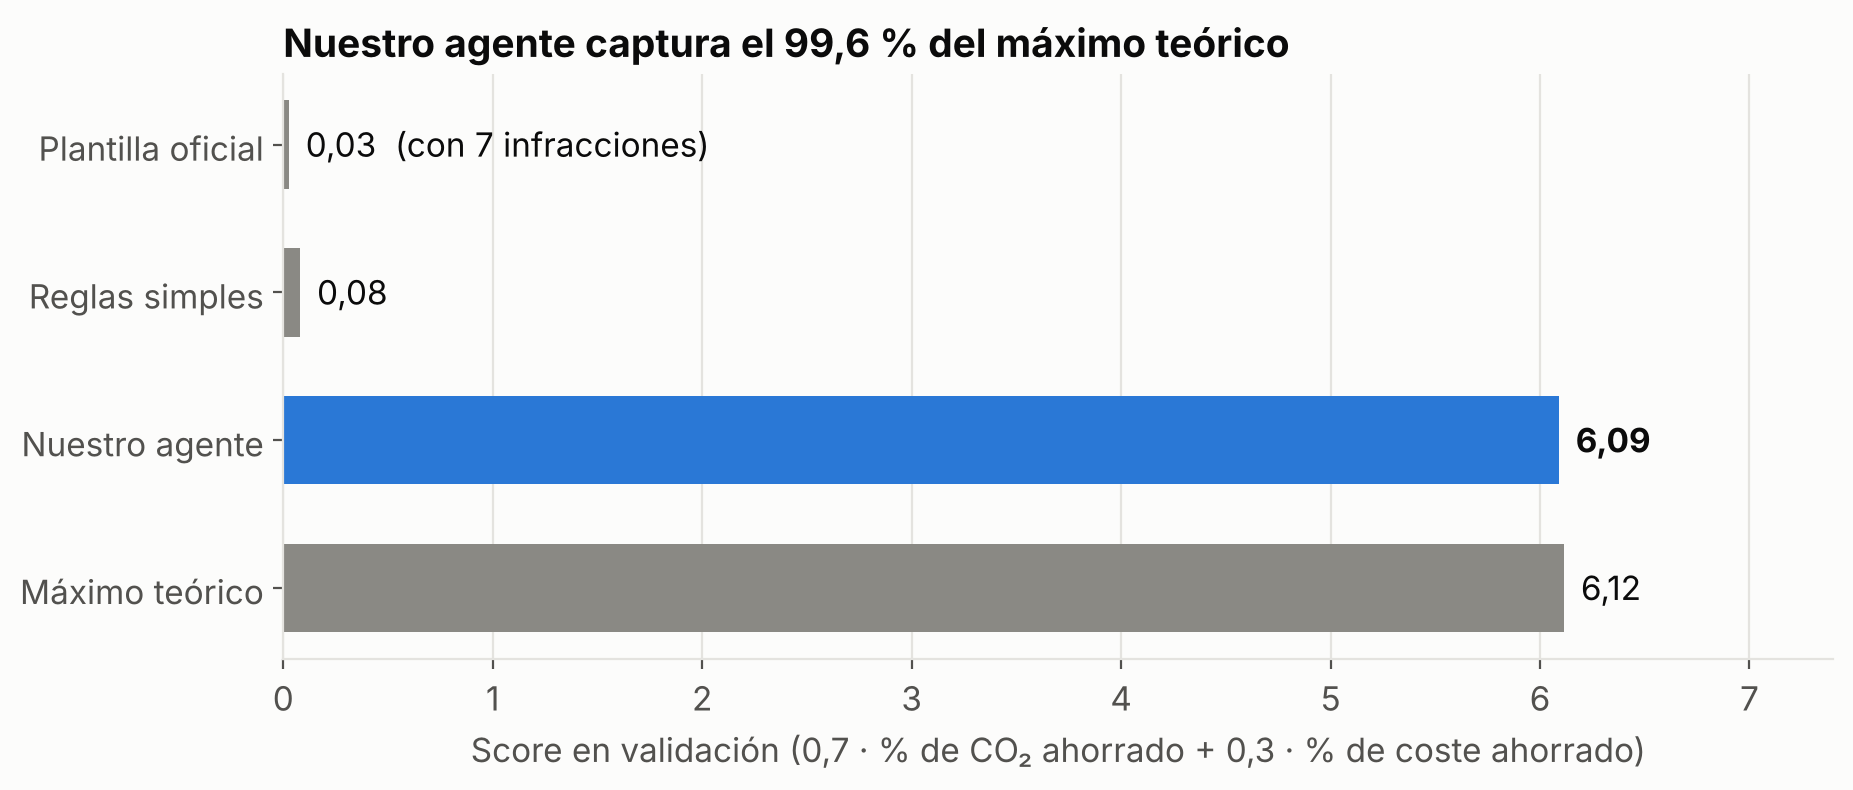 Nuestro agente captura el 99,6 % del máximo teórico
Plantilla oficial
0,03 (con 7 infracciones)
Reglas simples
0,08
Nuestro agente
6,09
Máximo teórico
6,12
0 1 2 3 4 5 6 7
Score en validación (0,7 · % de CO₂ ahorrado + 0,3 · % de coste ahorrado)